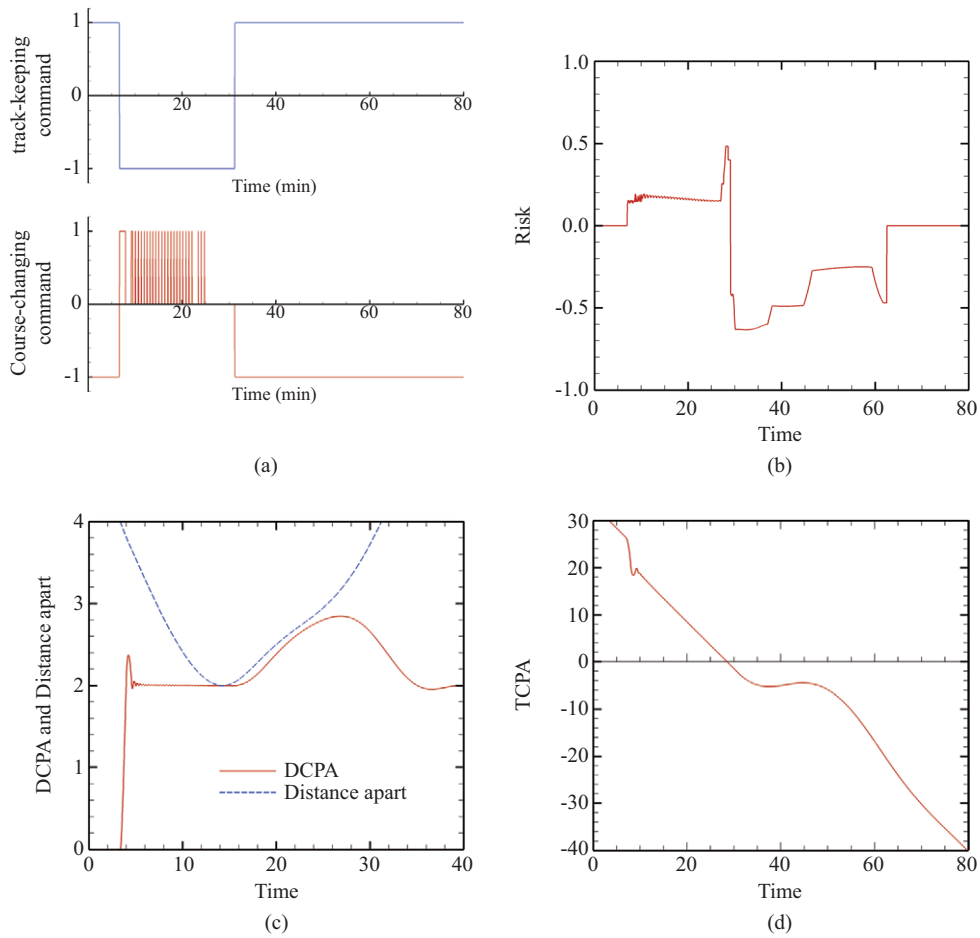 track-keeping
command
1
0
-1
20
40
60
80
Time (min)
Course-changing
command
1
0
-1
20
40
60
80
Time (min)
(a)
Risk
1.0
0.5
0.0
-0.5
-1.0
0
20
40
60
80
Time
(b)
DCPA and Distance apart
4
3
2
1
0
DCPA
Distance apart
0
10
20
30
40
Time
(c)
TCPA
30
20
10
0
-10
-20
-30
-40
0
20
40
60
80
Time
(d)